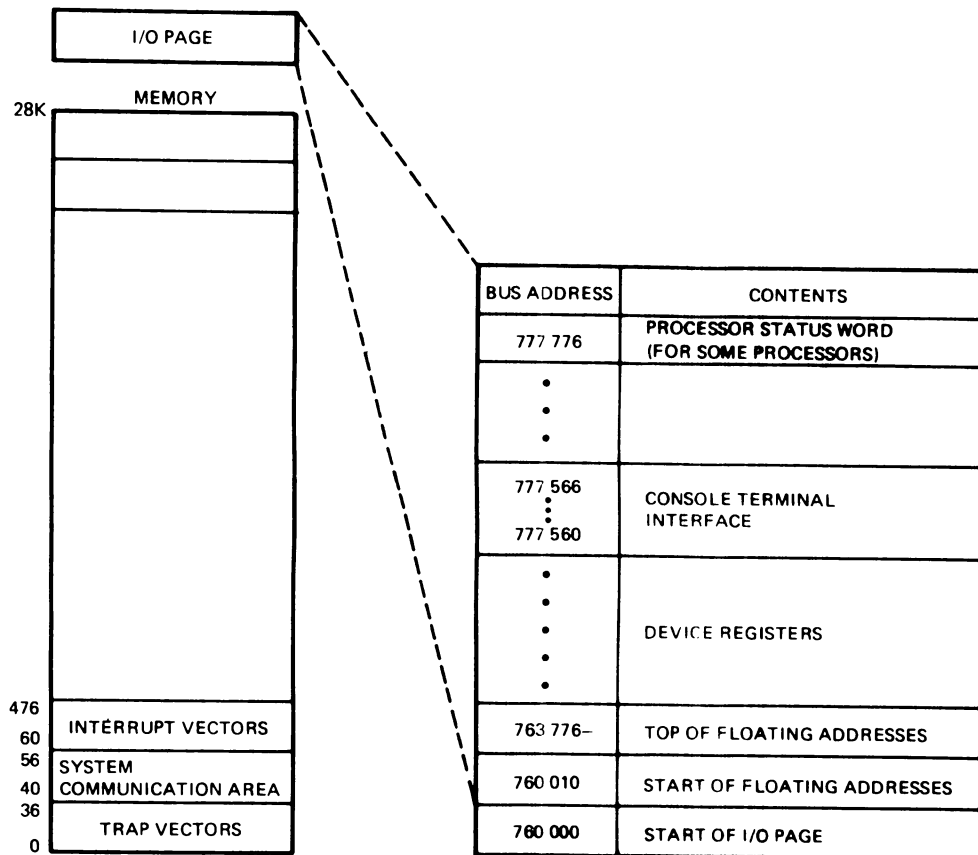 I/O PAGE
MEMORY
28K
476
INTERRUPT VECTORS
60
56
SYSTEM
COMMUNICATION AREA
40
36
TRAP VECTORS
0
BUS ADDRESS CONTENTS
777 776 PROCESSOR STATUS WORD
(FOR SOME PROCESSORS)
777 566
CONSOLE TERMINAL
INTERFACE
777 560
DEVICE REGISTERS
763 776– TOP OF FLOATING ADDRESSES
760 010 START OF FLOATING ADDRESSES
760 000 START OF I/O PAGE